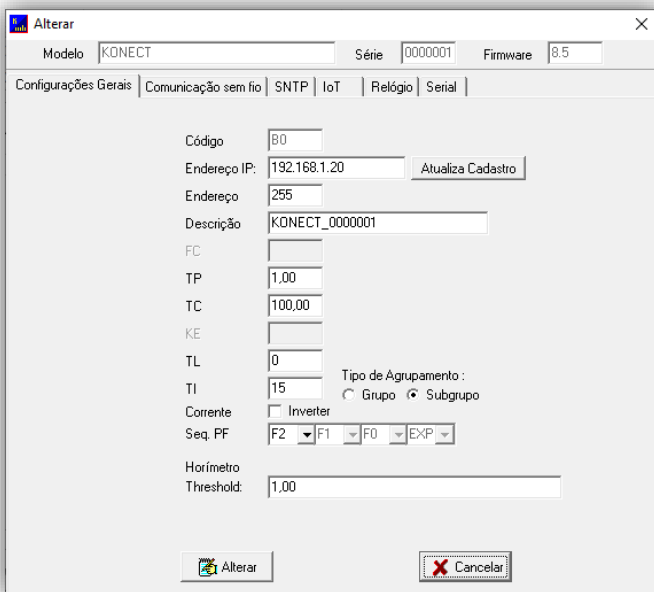 Alterar
Modelo KONECT Série 0000001 Firmware 8.5
Configurações Gerais Comunicação sem fio SNTP IoT Relógio Serial
Código B0
Endereço IP: 192.168.1.20 Atualiza Cadastro
Endereço 255
Descrição KONECT_0000001
FC
TP 1,00
TC 100,00
KE
TL 0
Tipo de Agrupamento :
TI 15 Grupo Subgrupo
Corrente Inverter
Seq. PF F2 F1 F0 EXP
Horímetro
Threshold: 1,00
Alterar Cancelar